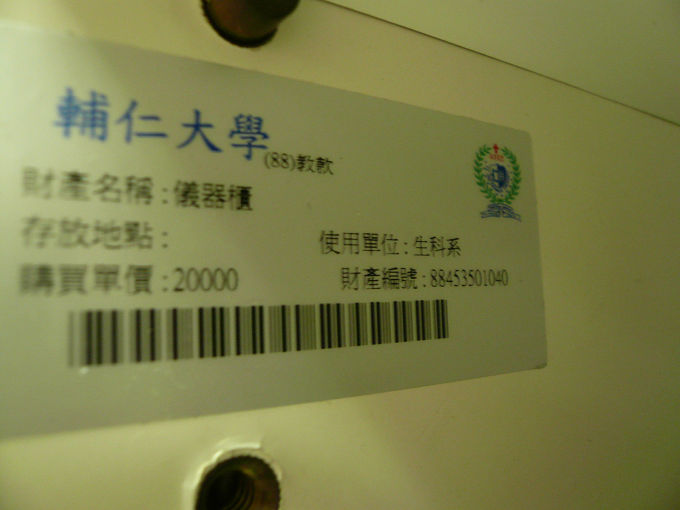 輔仁大學(88)教款
財產名稱:儀器櫃
存放地點:
使用單位:生科系
購買單價:20000
財產編號:88453501040